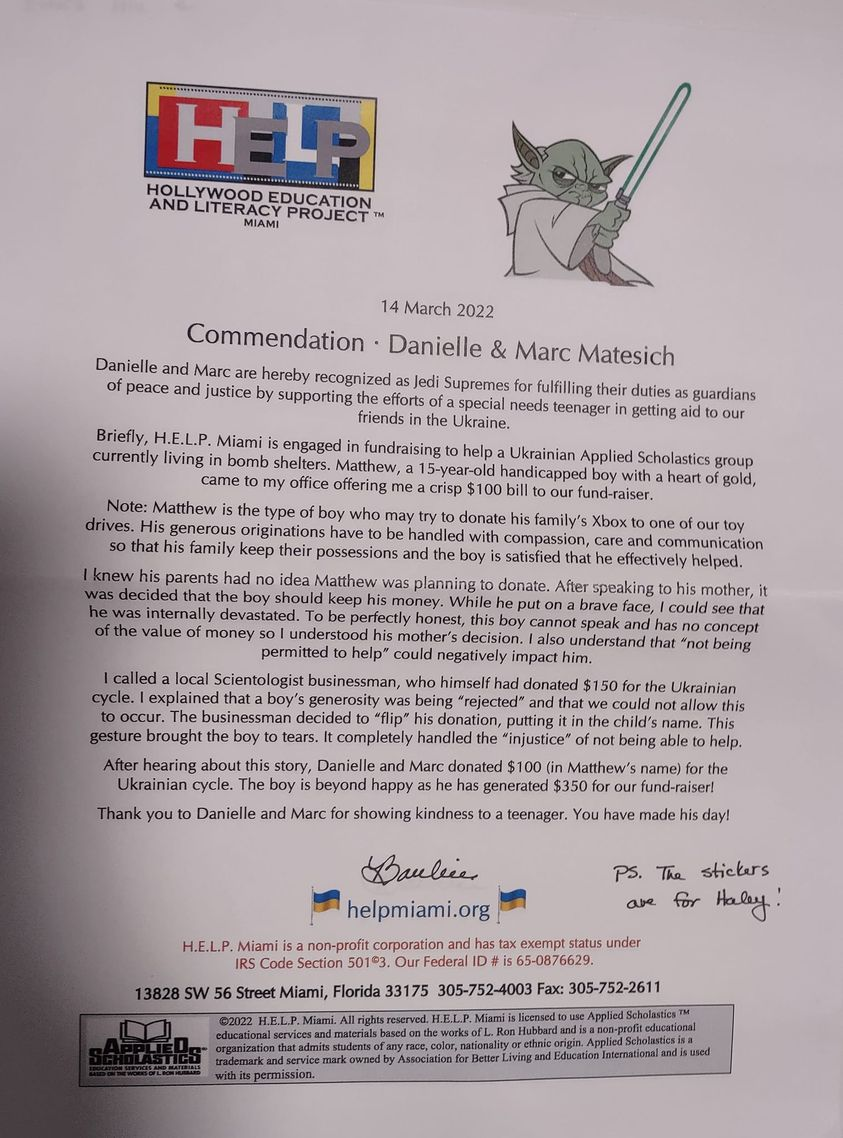 HELP
HOLLYWOOD EDUCATION
AND LITERACY PROJECT ™
MIAMI
14 March 2022
Commendation · Danielle & Marc Matesich
Danielle and Marc are hereby recognized as Jedi Supremes for fulfilling their duties as guardians
of peace and justice by supporting the efforts of a special needs teenager in getting aid to our
friends in the Ukraine.
Briefly, H.E.L.P. Miami is engaged in fundraising to help a Ukrainian Applied Scholastics group
currently living in bomb shelters. Matthew, a 15-year-old handicapped boy with a heart of gold,
came to my office offering me a crisp $100 bill to our fund-raiser.
Note: Matthew is the type of boy who may try to donate his family's Xbox to one of our toy
drives. His generous originations have to be handled with compassion, care and communication
so that his family keep their possessions and the boy is satisfied that he effectively helped.
I knew his parents had no idea Matthew was planning to donate. After speaking to his mother, it
was decided that the boy should keep his money. While he put on a brave face, I could see that
he was internally devastated. To be perfectly honest, this boy cannot speak and has no concept
of the value of money so I understood his mother's decision. I also understand that "not being
permitted to help" could negatively impact him.
I called a local Scientologist businessman, who himself had donated $150 for the Ukrainian
cycle. I explained that a boy's generosity was being "rejected" and that we could not allow this
to occur. The businessman decided to "flip" his donation, putting it in the child's name. This
gesture brought the boy to tears. It completely handled the "injustice" of not being able to help.
After hearing about this story, Danielle and Marc donated $100 (in Matthew's name) for the
Ukrainian cycle. The boy is beyond happy as he has generated $350 for our fund-raiser!
Thank you to Danielle and Marc for showing kindness to a teenager. You have made his day!
PS. The stickers
are for Haley!
helpmiami.org
H.E.L.P. Miami is a non-profit corporation and has tax exempt status under
IRS Code Section 501©3. Our Federal ID # is 65-0876629.
13828 SW 56 Street Miami, Florida 33175 305-752-4003 Fax: 305-752-2611
APPLIED
SCHOLASTICS™
EDUCATION SERVICES AND MATERIALS
BASED ON THE WORKS OF L. RON HUBBARD
©2022 H.E.L.P. Miami. All rights reserved. H.E.L.P. Miami is licensed to use Applied Scholastics ™
educational services and materials based on the works of L. Ron Hubbard and is a non-profit educational
organization that admits students of any race, color, nationality or ethnic origin. Applied Scholastics is a
trademark and service mark owned by Association for Better Living and Education International and is used
with its permission.